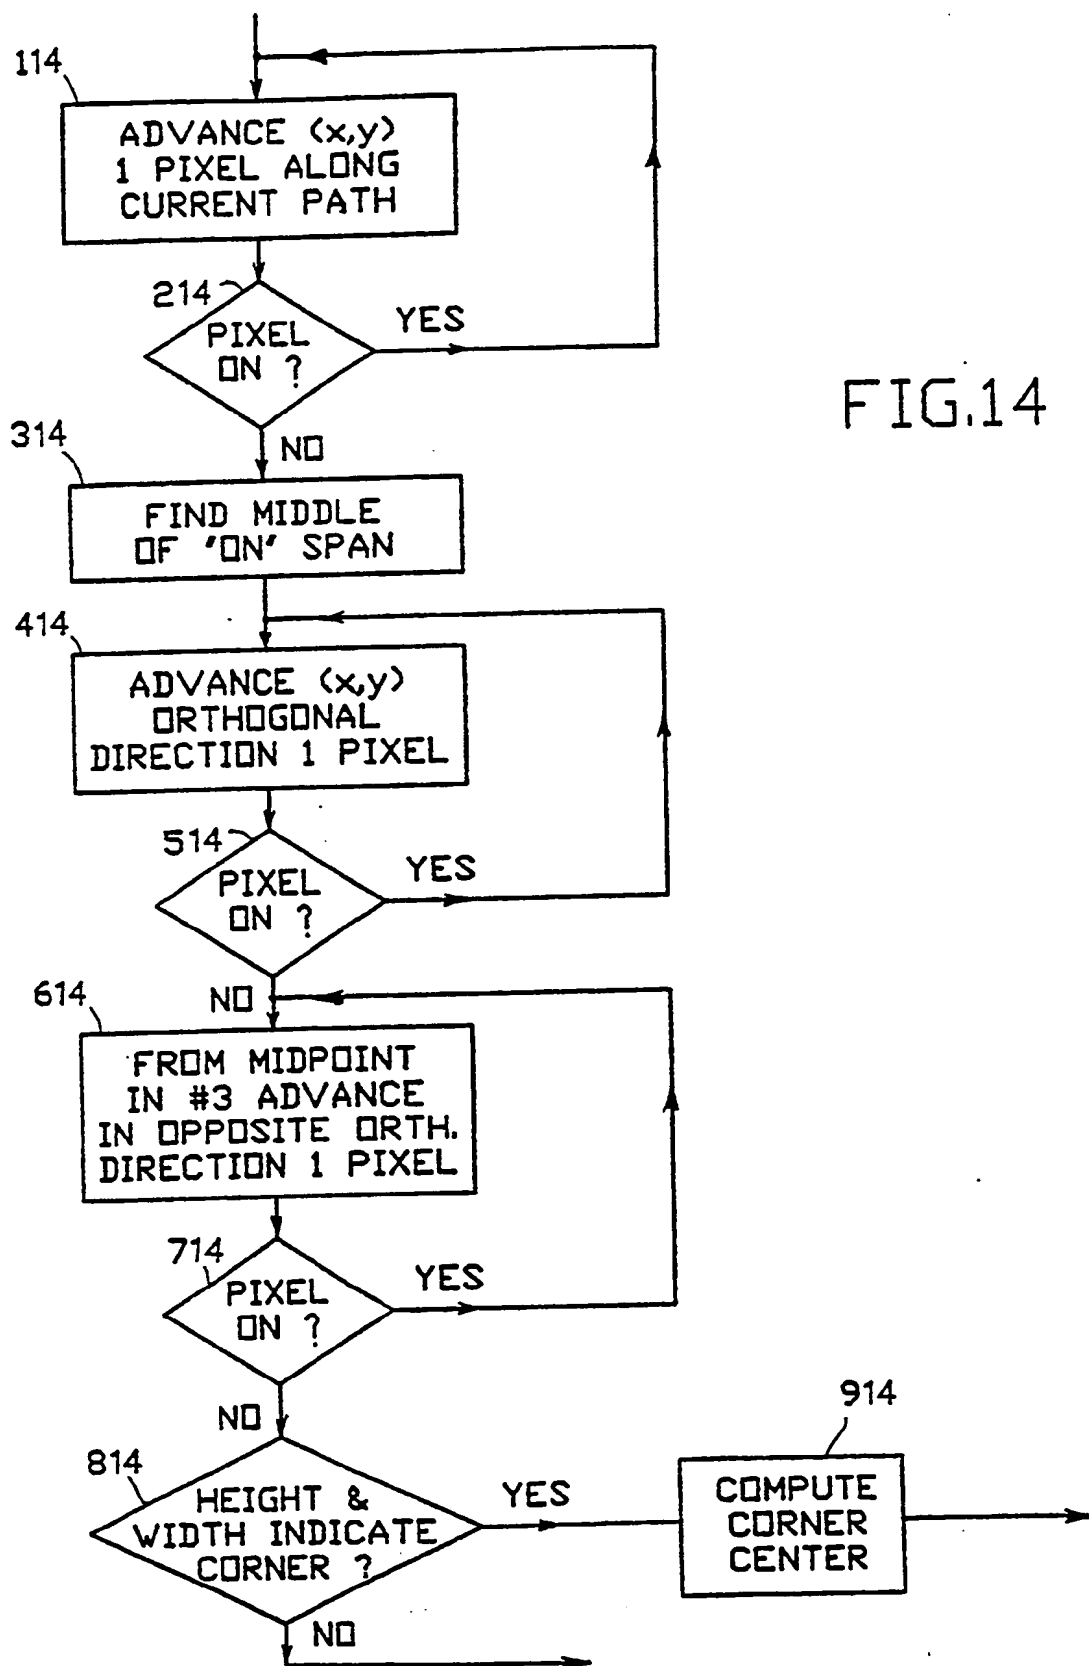 114
ADVANCE (x,y)
1 PIXEL ALONG
CURRENT PATH
214
PIXEL
ON ?
YES
FIG.14
NO
314
FIND MIDDLE
OF 'ON' SPAN
414
ADVANCE (x,y)
ORTHOGONAL
DIRECTION 1 PIXEL
514
PIXEL
ON ?
YES
NO
614
FROM MIDPOINT
IN #3 ADVANCE
IN OPPOSITE ORTH.
DIRECTION 1 PIXEL
714
PIXEL
ON ?
YES
NO
814
HEIGHT &
WIDTH INDICATE
CORNER ?
YES
914
COMPUTE
CORNER
CENTER
NO